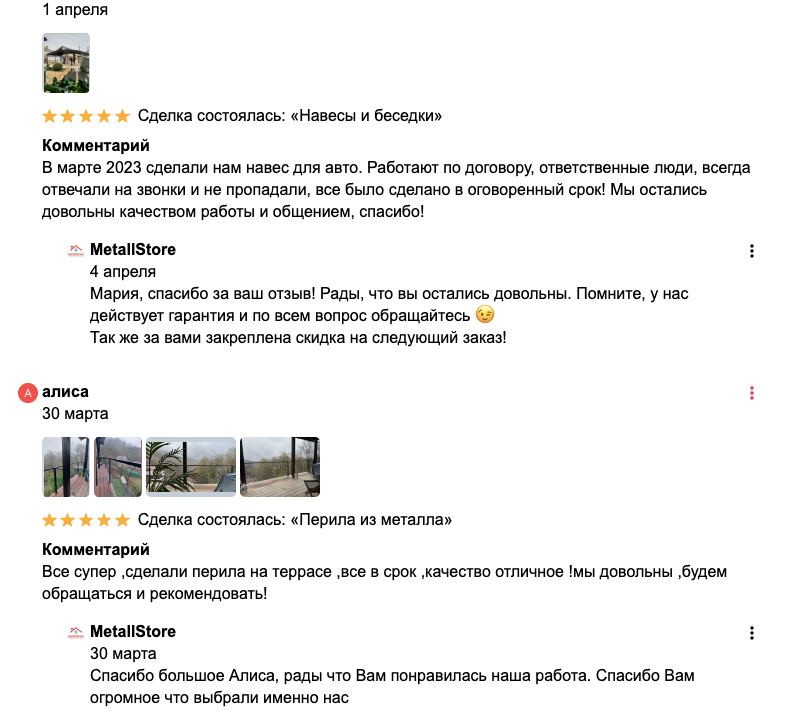 1 апреля
Сделка состоялась: «Навесы и беседки»
Комментарий
В марте 2023 сделали нам навес для авто. Работают по договору, ответственные люди, всегда
отвечали на звонки и не пропадали, все было сделано в оговоренный срок! Мы остались
довольны качеством работы и общением, спасибо!
MetallStore
4 апреля
Мария, спасибо за ваш отзыв! Рады, что вы остались довольны. Помните, у нас
действует гарантия и по всем вопрос обращайтесь 😉
Так же за вами закреплена скидка на следующий заказ!
А алиса
30 марта
Сделка состоялась: «Перила из металла»
Комментарий
Все супер ,сделали перила на террасе ,все в срок ,качество отличное !мы довольны ,будем
обращаться и рекомендовать!
MetallStore
30 марта
Спасибо большое Алиса, рады что Вам понравилась наша работа. Спасибо Вам
огромное что выбрали именно нас